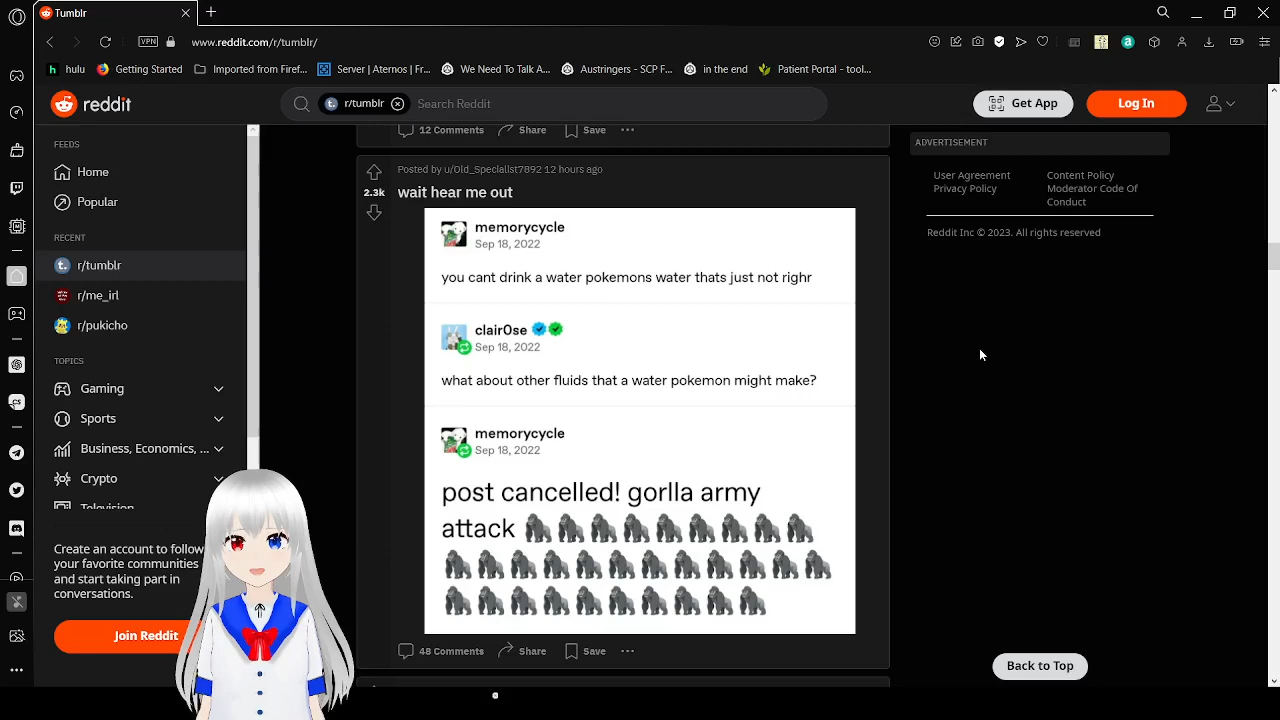 Tumblr
VPN
www.reddit.com/r/tumblr/
hulu
Getting Started
Imported from Firef...
Server | Aternos | Fr...
We Need To Talk A...
Austringers - SCP F...
in the end
Patient Portal - tool...
reddit
r/tumblr
Search Reddit
Get App
Log In
FEEDS
Home
Popular
RECENT
r/tumblr
r/me_irl
r/pukicho
TOPICS
Gaming
Sports
Business, Economics, ...
Crypto
Television
Create an account to follow
your favorite communities
and start taking part in
conversations.
Join Reddit
12 Comments
Share
Save
Posted by u/Old_Specialist7892 12 hours ago
2.3k
wait hear me out
memorycycle
Sep 18, 2022
you cant drink a water pokemons water thats just not righr
clair0se
Sep 18, 2022
what about other fluids that a water pokemon might make?
memorycycle
Sep 18, 2022
post cancelled! gorlla army
attack 🦍🦍🦍🦍🦍🦍🦍🦍🦍
🦍🦍🦍🦍🦍🦍🦍🦍🦍🦍🦍🦍
🦍🦍🦍🦍🦍🦍🦍🦍🦍🦍
48 Comments
Share
Save
ADVERTISEMENT
User Agreement
Privacy Policy
Content Policy
Moderator Code Of
Conduct
Reddit Inc © 2023. All rights reserved
Back to Top